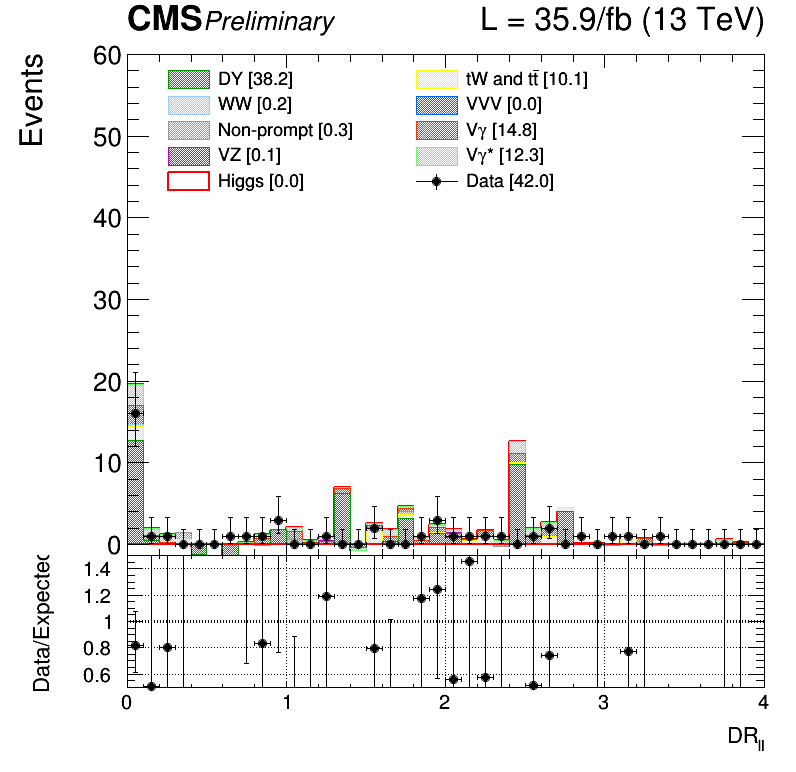 CMS Preliminary L = 35.9/fb (13 TeV)
Events
60
50
40
30
20
10
0
DY [38.2]
WW [0.2]
Non-prompt [0.3]
VZ [0.1]
Higgs [0.0]
tW and tt̄ [10.1]
VVV [0.0]
Vγ [14.8]
Vγ* [12.3]
Data [42.0]
Data/Expected
1.4
1.2
1
0.8
0.6
0 1 2 3 4
DR_ll